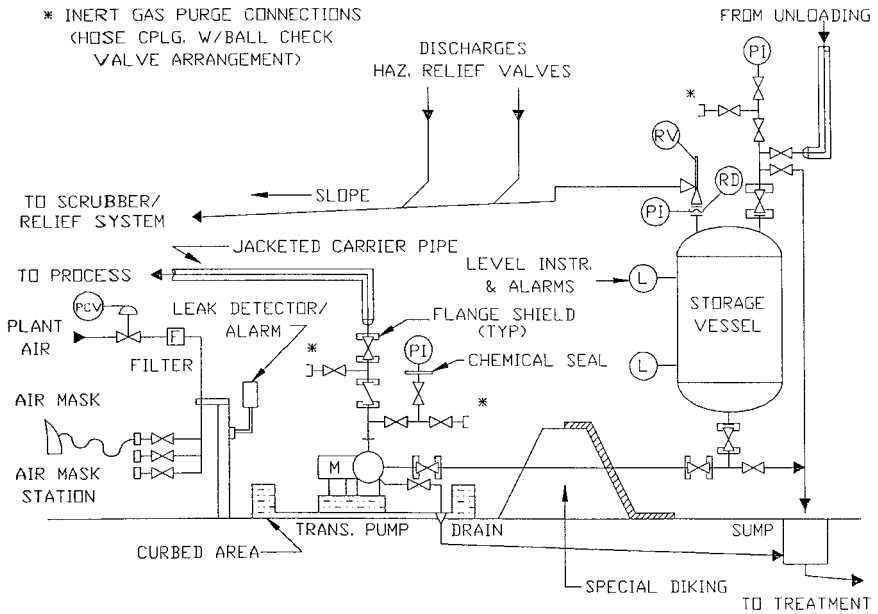 * INERT GAS PURGE CONNECTIONS
(HOSE CPLG. W/BALL CHECK
VALVE ARRANGEMENT)
FROM UNLOADING
DISCHARGES
HAZ. RELIEF VALVES
PI
*
RV
RD
PI
SLOPE
TO SCRUBBER/
RELIEF SYSTEM
JACKETED CARRIER PIPE
TO PROCESS
LEVEL INSTR.
& ALARMS
L
STORAGE
VESSEL
LEAK DETECTOR/
ALARM
PCV
PLANT
AIR
F
FILTER
FLANGE SHIELD
(TYP)
*
PI
CHEMICAL SEAL
L
*
AIR MASK
AIR MASK
STATION
M
TRANS. PUMP
DRAIN
SUMP
CURBED AREA
SPECIAL DIKING
TO TREATMENT